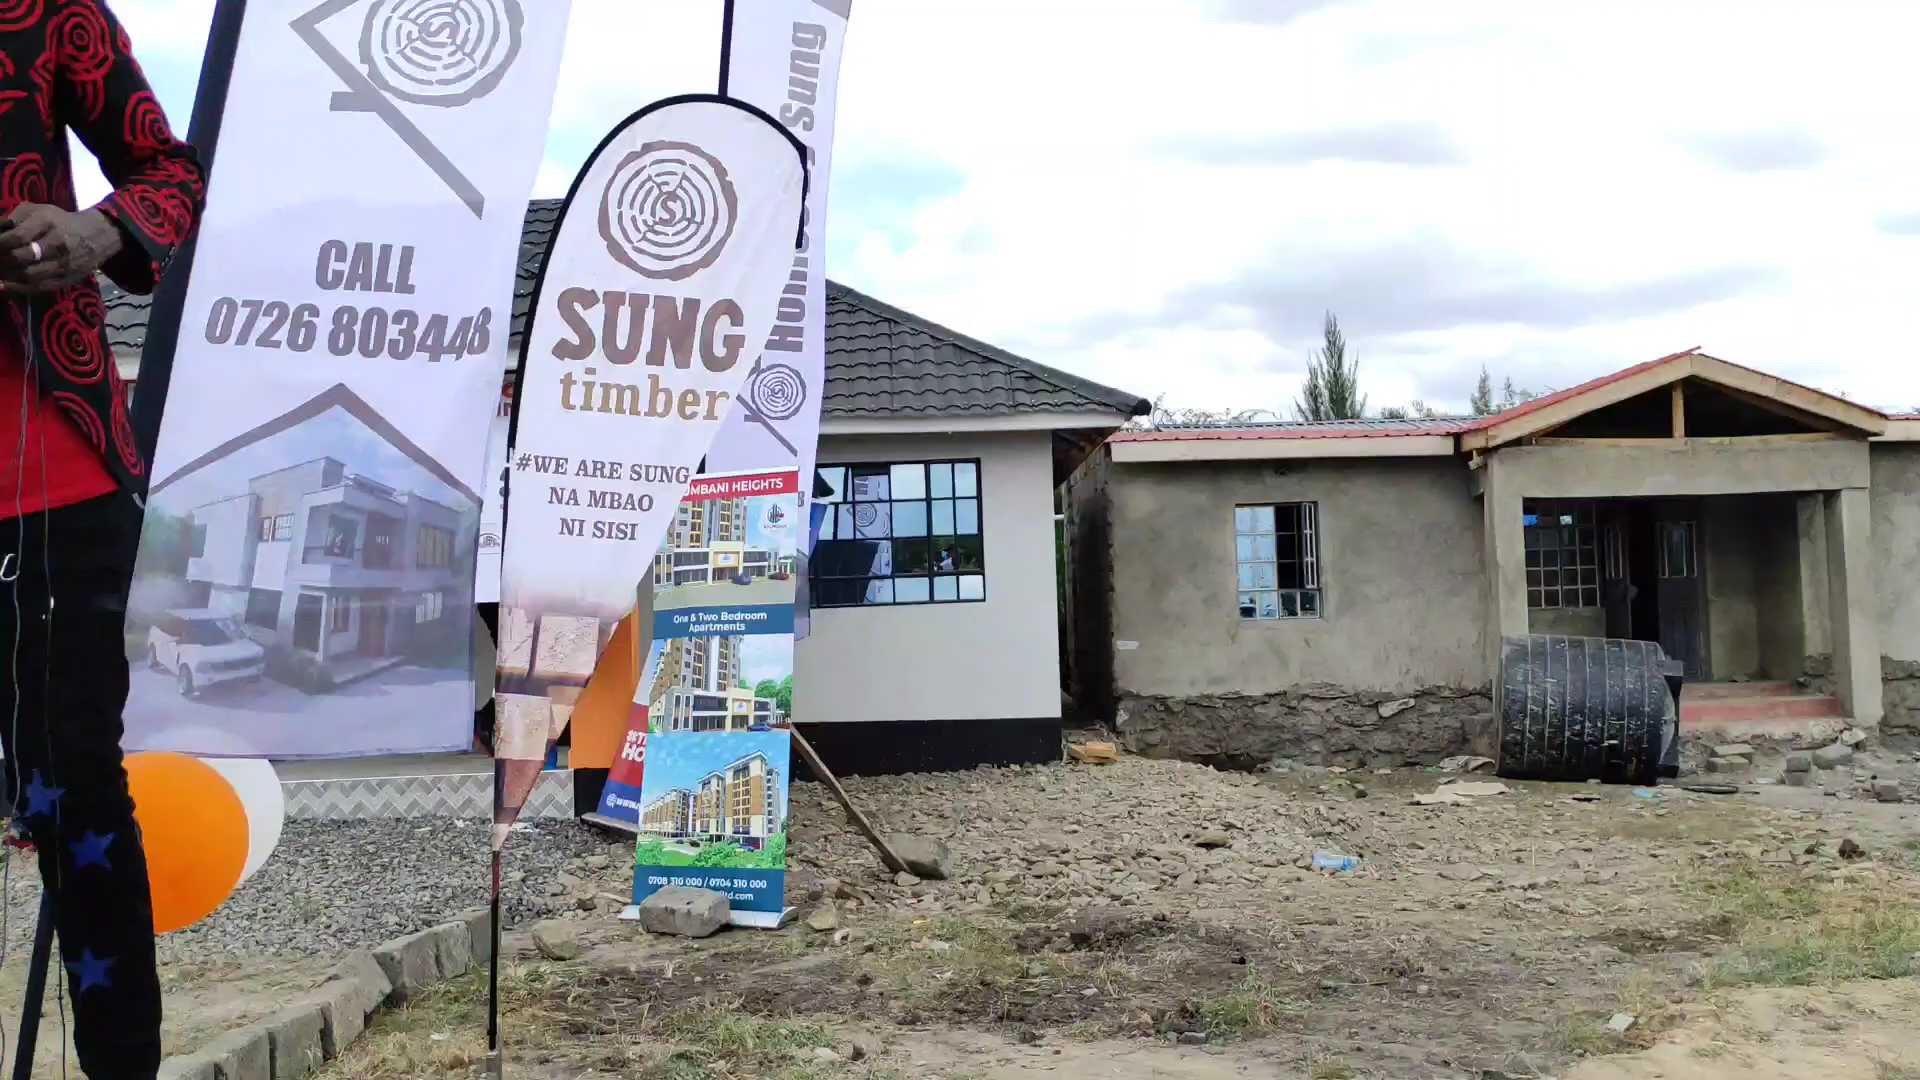 CALL
0726 803448
S
SUNG
timber
#WE ARE SUNG
NA MBAO
NI SISI
Sung
OMBANI HEIGHTS
One & Two Bedroom
Apartments
0708 310 000 / 0704 310 000